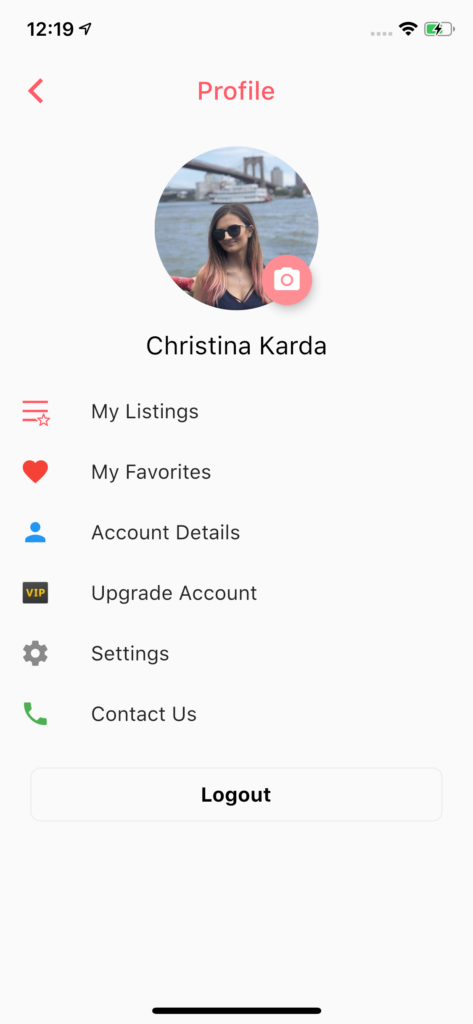 12:19
Profile
Christina Karda
My Listings
My Favorites
Account Details
VIP Upgrade Account
Settings
Contact Us
Logout